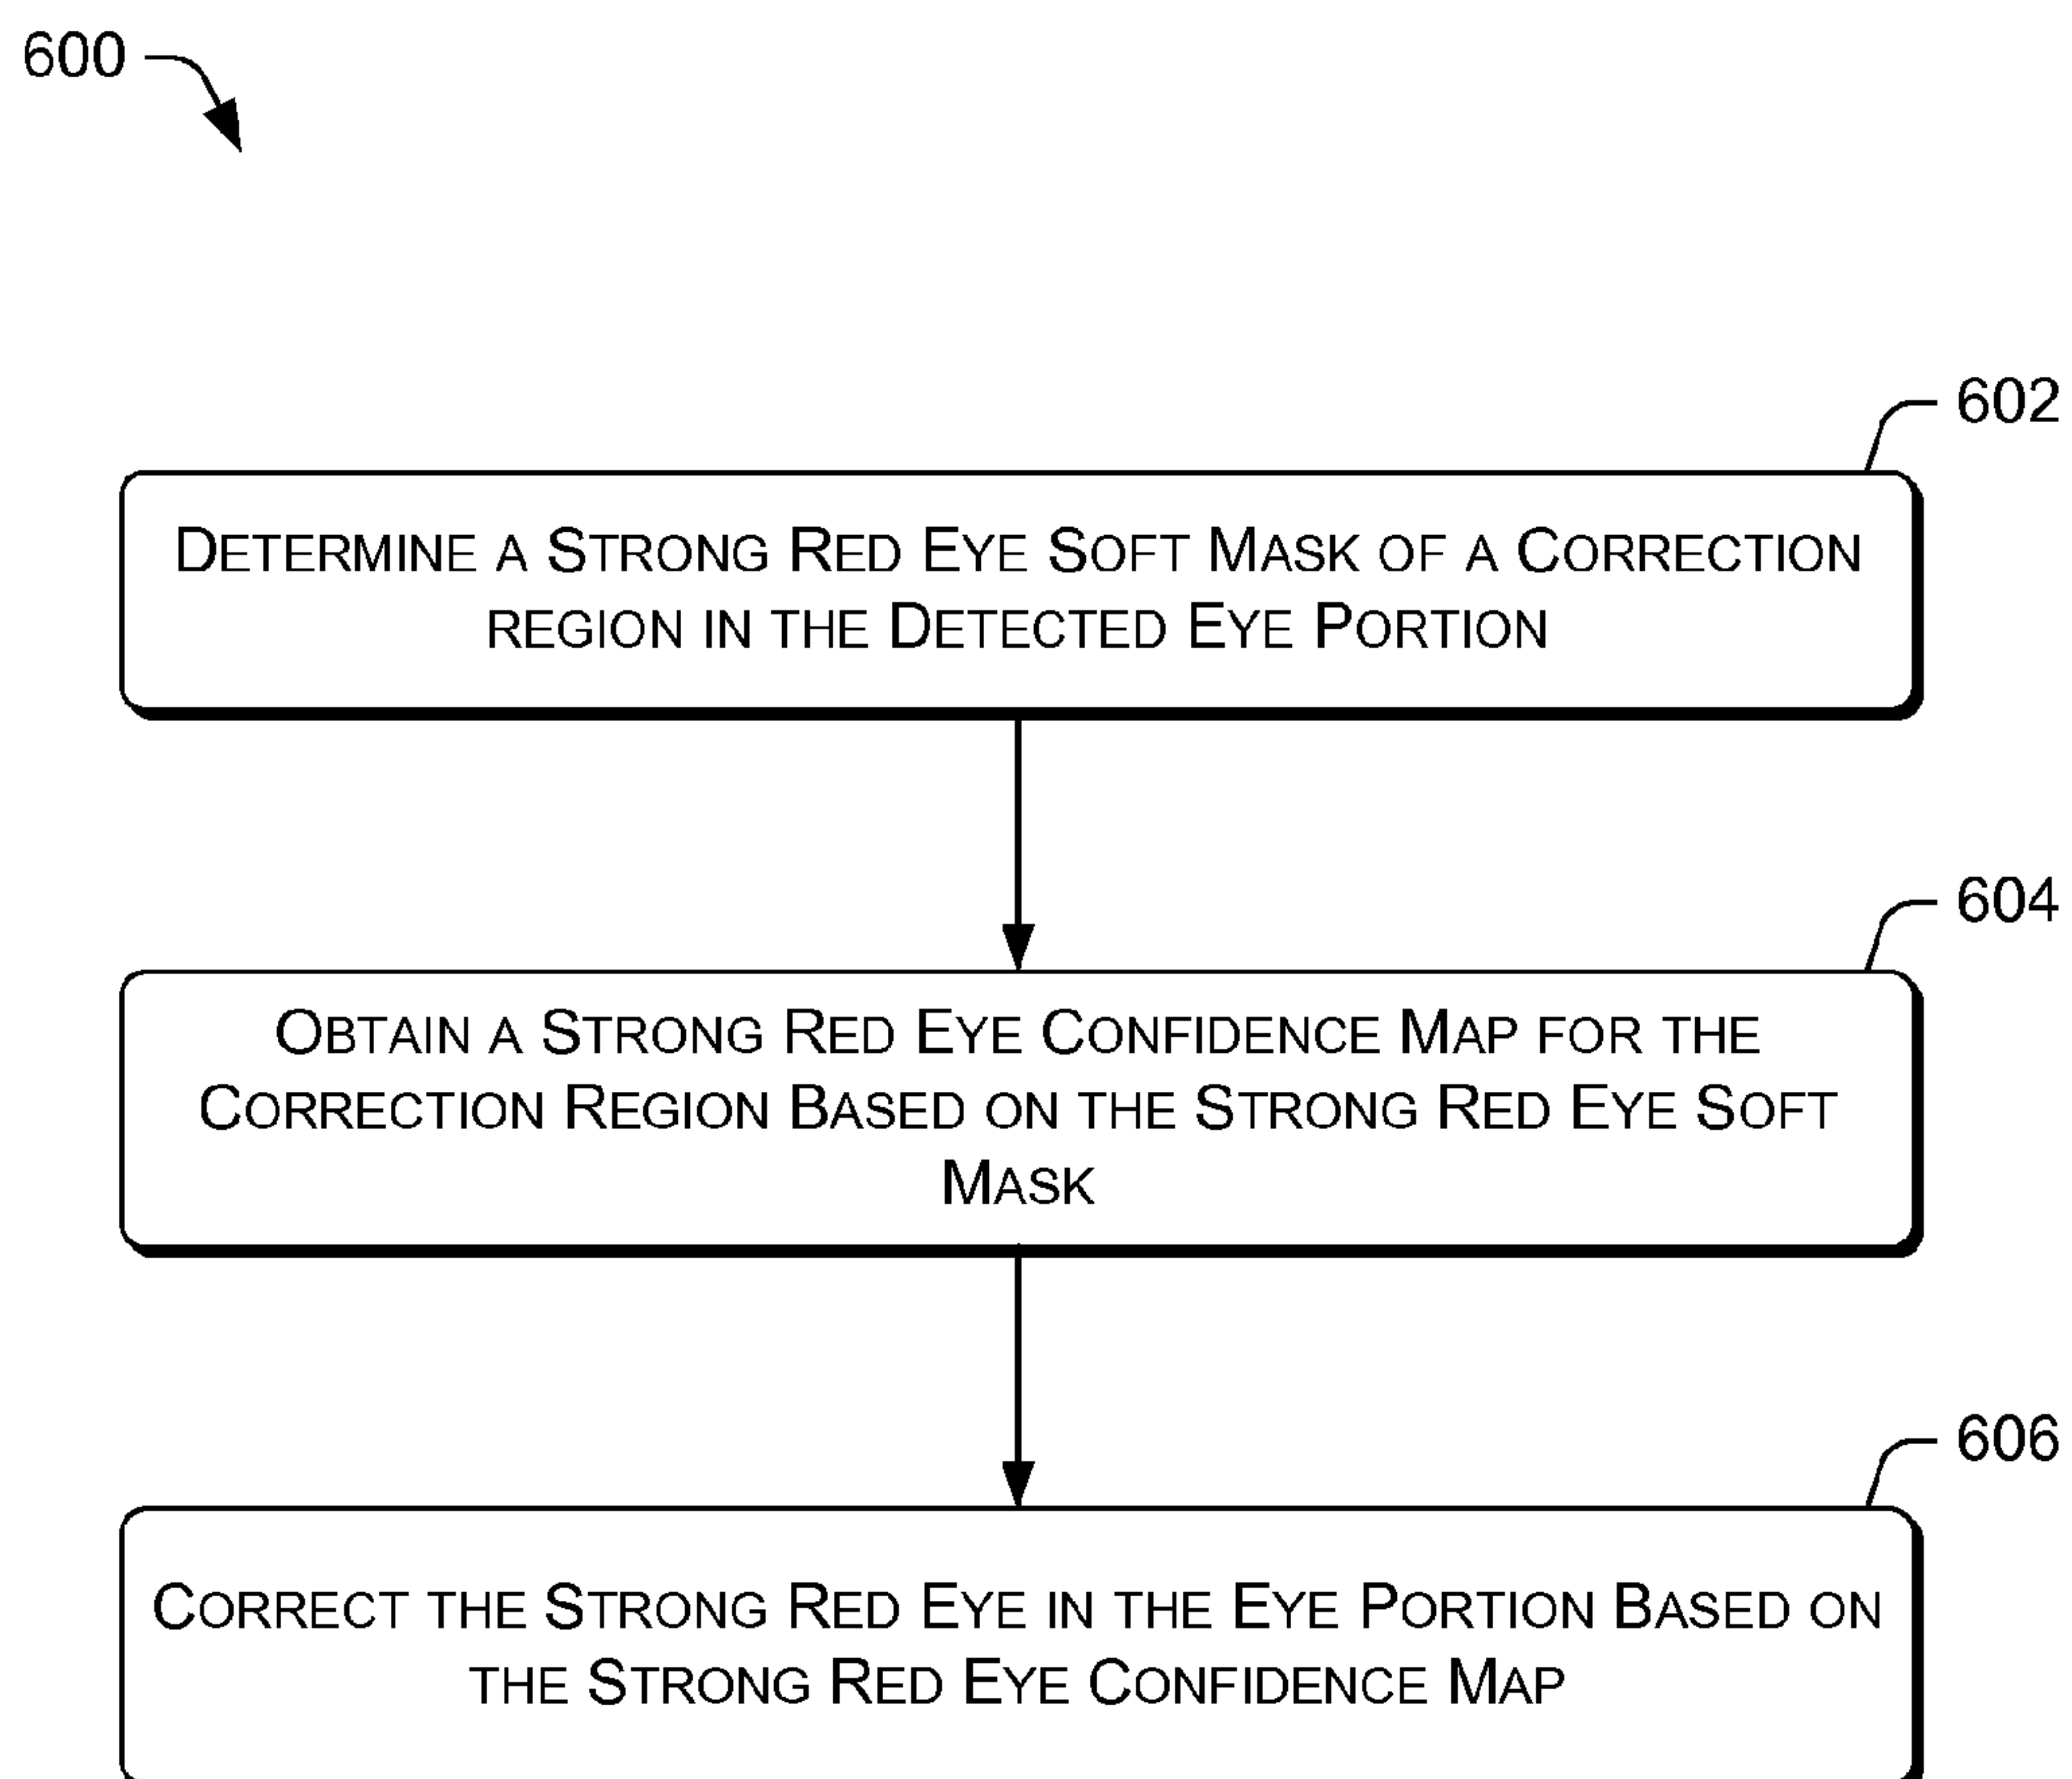 600
602
DETERMINE A STRONG RED EYE SOFT MASK OF A CORRECTION
REGION IN THE DETECTED EYE PORTION
604
OBTAIN A STRONG RED EYE CONFIDENCE MAP FOR THE
CORRECTION REGION BASED ON THE STRONG RED EYE SOFT
MASK
606
CORRECT THE STRONG RED EYE IN THE EYE PORTION BASED ON
THE STRONG RED EYE CONFIDENCE MAP